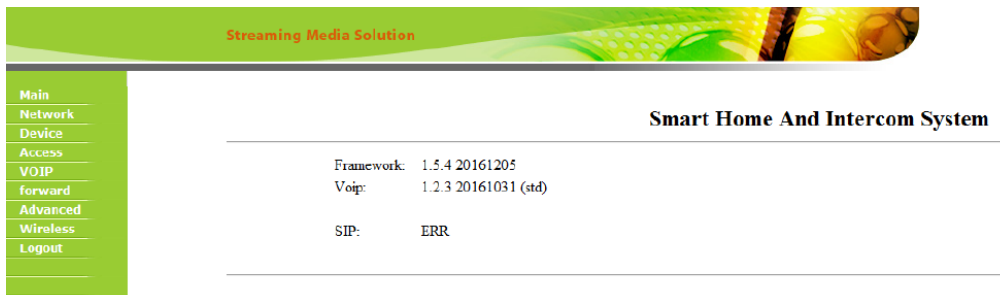 Streaming Media Solution
Main
Network
Device
Access
VOIP
forward
Advanced
Wireless
Logout
Smart Home And Intercom System
Framework: 1.5.4 20161205
Voip: 1.2.3 20161031 (std)
SIP: ERR